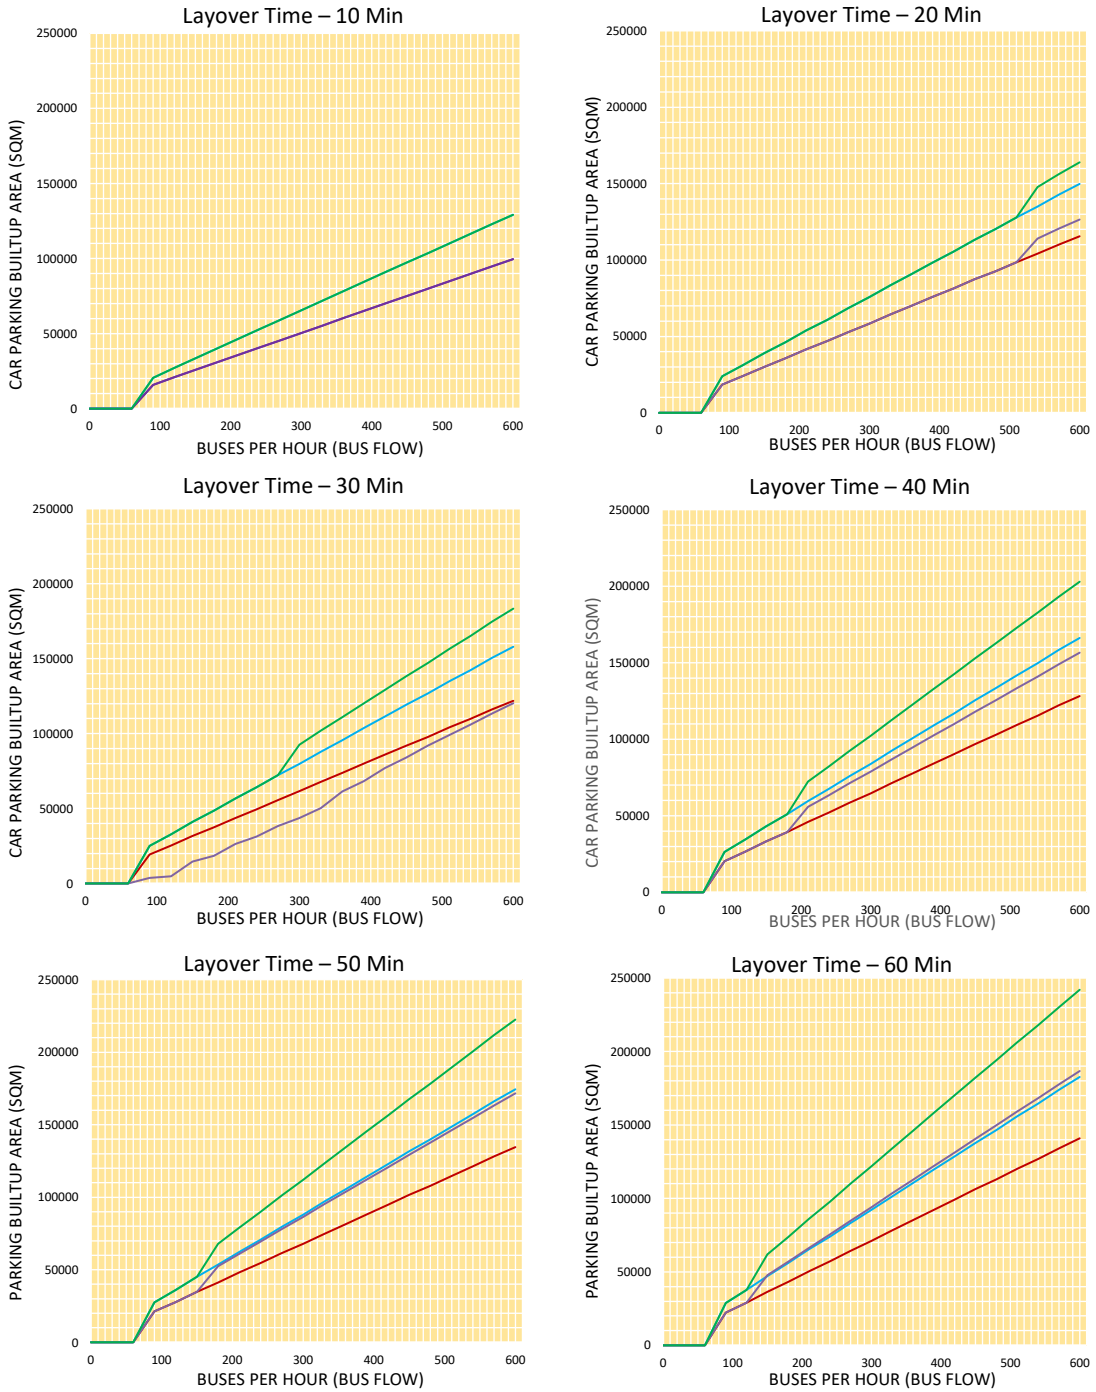 Layover Time – 10 Min
CAR PARKING BUILTUP AREA (SQM)
250000
200000
150000
100000
50000
0
0 100 200 300 400 500 600
BUSES PER HOUR (BUS FLOW)
Layover Time – 20 Min
CAR PARKING BUILTUP AREA (SQM)
250000
200000
150000
100000
50000
0
0 100 200 300 400 500 600
BUSES PER HOUR (BUS FLOW)
Layover Time – 30 Min
CAR PARKING BUILTUP AREA (SQM)
250000
200000
150000
100000
50000
0
0 100 200 300 400 500 600
BUSES PER HOUR (BUS FLOW)
Layover Time – 40 Min
CAR PARKING BUILTUP AREA (SQM)
250000
200000
150000
100000
50000
0
0 100 200 300 400 500 600
BUSES PER HOUR (BUS FLOW)
Layover Time – 50 Min
PARKING BUILTUP AREA (SQM)
250000
200000
150000
100000
50000
0
0 100 200 300 400 500 600
BUSES PER HOUR (BUS FLOW)
Layover Time – 60 Min
PARKING BUILTUP AREA (SQM)
250000
200000
150000
100000
50000
0
0 100 200 300 400 500 600
BUSES PER HOUR (BUS FLOW)